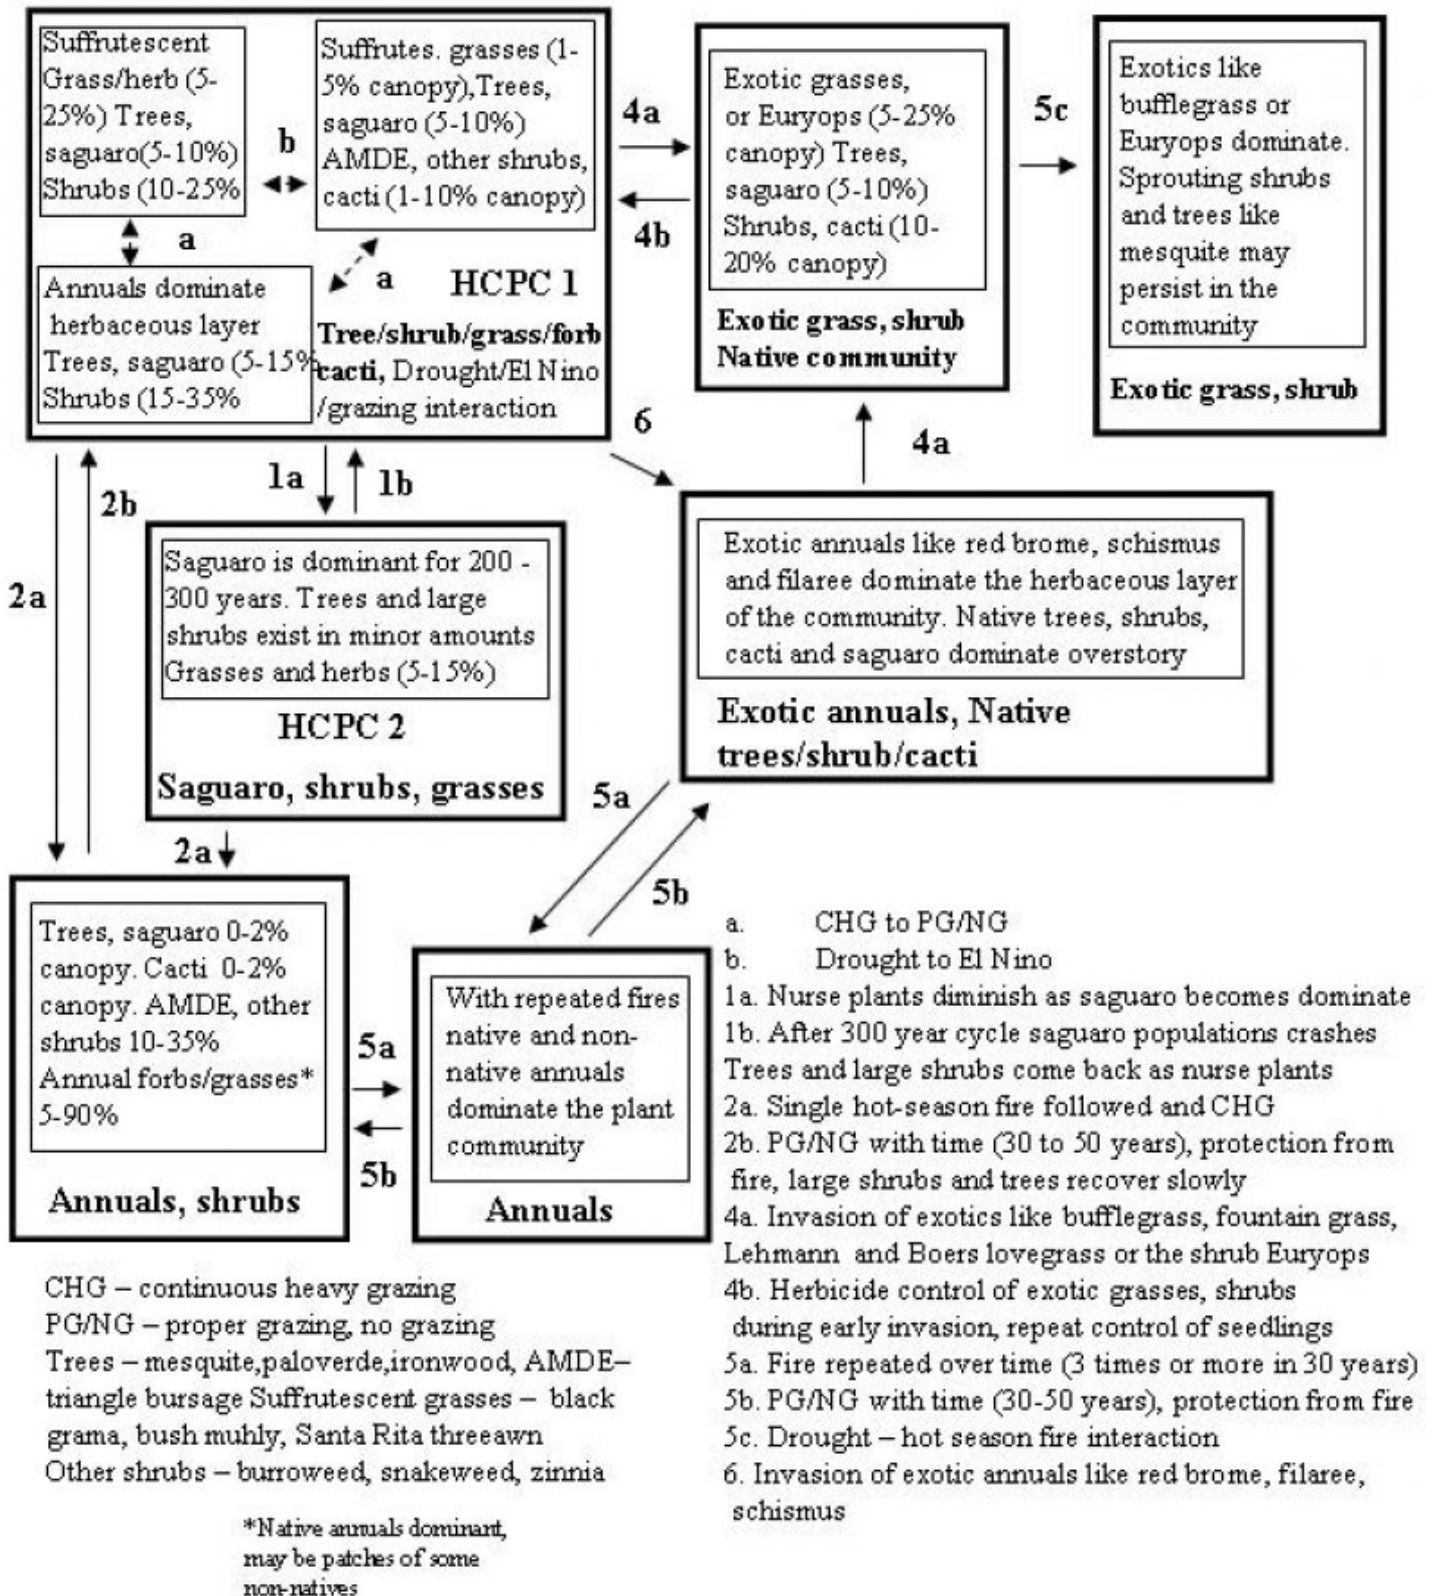 Suffrutescent
Grass/herb (5-
25%) Trees,
saguaro(5-10%)
Shrubs (10-25%
b
Suffrutes. grasses (1-
5% canopy),Trees,
saguaro (5-10%)
AMDE, other shrubs,
cacti (1-10% canopy)
a
a
HCPC 1
Annuals dominate
herbaceous layer
Trees, saguaro (5-15%
Shrubs (15-35%
Tree/shrub/grass/forb
cacti, Drought/El Nino
/grazing interaction
4a
4b
Exotic grasses,
or Euryops (5-25%
canopy) Trees,
saguaro (5-10%)
Shrubs, cacti (10-
20% canopy)
Exotic grass, shrub
Native community
5c
Exotics like
bufflegrass or
Euryops dominate.
Sprouting shrubs
and trees like
mesquite may
persist in the
community
Exotic grass, shrub
6
4a
1a
1b
2b
2a
Saguaro is dominant for 200 -
300 years. Trees and large
shrubs exist in minor amounts
Grasses and herbs (5-15%)
HCPC 2
Saguaro, shrubs, grasses
Exotic annuals like red brome, schismus
and filaree dominate the herbaceous layer
of the community. Native trees, shrubs,
cacti and saguaro dominate overstory
Exotic annuals, Native
trees/shrub/cacti
5a
5b
2a
Trees, saguaro 0-2%
canopy. Cacti 0-2%
canopy. AMDE, other
shrubs 10-35%
Annual forbs/grasses*
5-90%
Annuals, shrubs
5a
5b
With repeated fires
native and non-
native annuals
dominate the plant
community
Annuals
a. CHG to PG/NG
b. Drought to El Nino
1a. Nurse plants diminish as saguaro becomes dominate
1b. After 300 year cycle saguaro populations crashes
Trees and large shrubs come back as nurse plants
2a. Single hot-season fire followed and CHG
2b. PG/NG with time (30 to 50 years), protection from
fire, large shrubs and trees recover slowly
4a. Invasion of exotics like bufflegrass, fountain grass,
Lehmann and Boers lovegrass or the shrub Euryops
4b. Herbicide control of exotic grasses, shrubs
during early invasion, repeat control of seedlings
5a. Fire repeated over time (3 times or more in 30 years)
5b. PG/NG with time (30-50 years), protection from fire
5c. Drought – hot season fire interaction
6. Invasion of exotic annuals like red brome, filaree,
schismus
CHG – continuous heavy grazing
PG/NG – proper grazing, no grazing
Trees – mesquite,paloverde,ironwood, AMDE–
triangle bursage Suffrutescent grasses – black
grama, bush muhly, Santa Rita threeawn
Other shrubs – burroweed, snakeweed, zinnia
*Native annuals dominant,
may be patches of some
non-natives